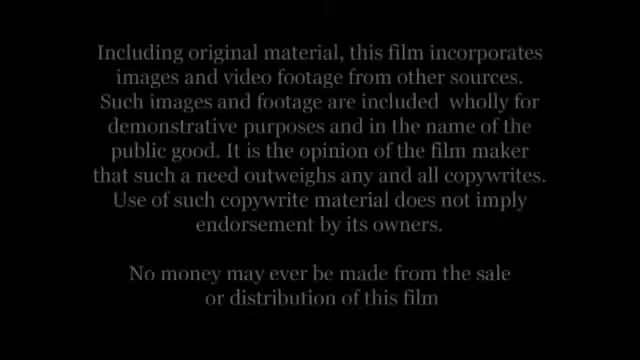 Including original material, this film incorporates
images and video footage from other sources.
Such images and footage are included wholly for
demonstrative purposes and in the name of the
public good. It is the opinion of the film maker
that such a need outweighs any and all copywrites.
Use of such copywrite material does not imply
endorsement by its owners.
No money may ever be made from the sale
or distribution of this film